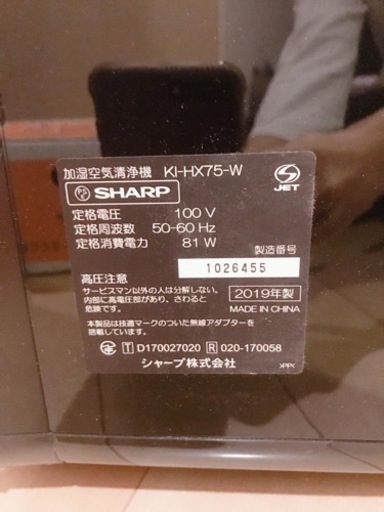 加湿空気清浄機 KI-HX75-W
SHARP
JET
定格電圧 100 V
定格周波数 50-60 Hz
定格消費電力 81 W
製造番号
1026455
高圧注意
サービスマン以外の人は分解しないで下さい。
内部に高電圧部があり、さわると
危険です。
2019年製
MADE IN CHINA
本製品は技適マークのついた無線アダプターを
搭載しています。
T D170027020 R 020-170058
シャープ株式会社
>PP<